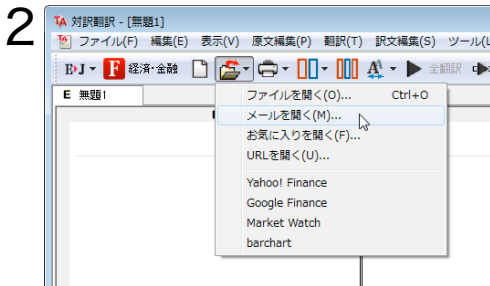 2
TA 対訳翻訳 - [無題1]
ファイル(F) 編集(E) 表示(V) 原文編集(P) 翻訳(T) 訳文編集(S) ツール(L
E›J F 経済・金融 A 全翻訳
E 無題1
ファイルを開く(O)... Ctrl+O
メールを開く(M)...
お気に入りを開く(F)...
URLを開く(U)...
Yahoo! Finance
Google Finance
Market Watch
barchart